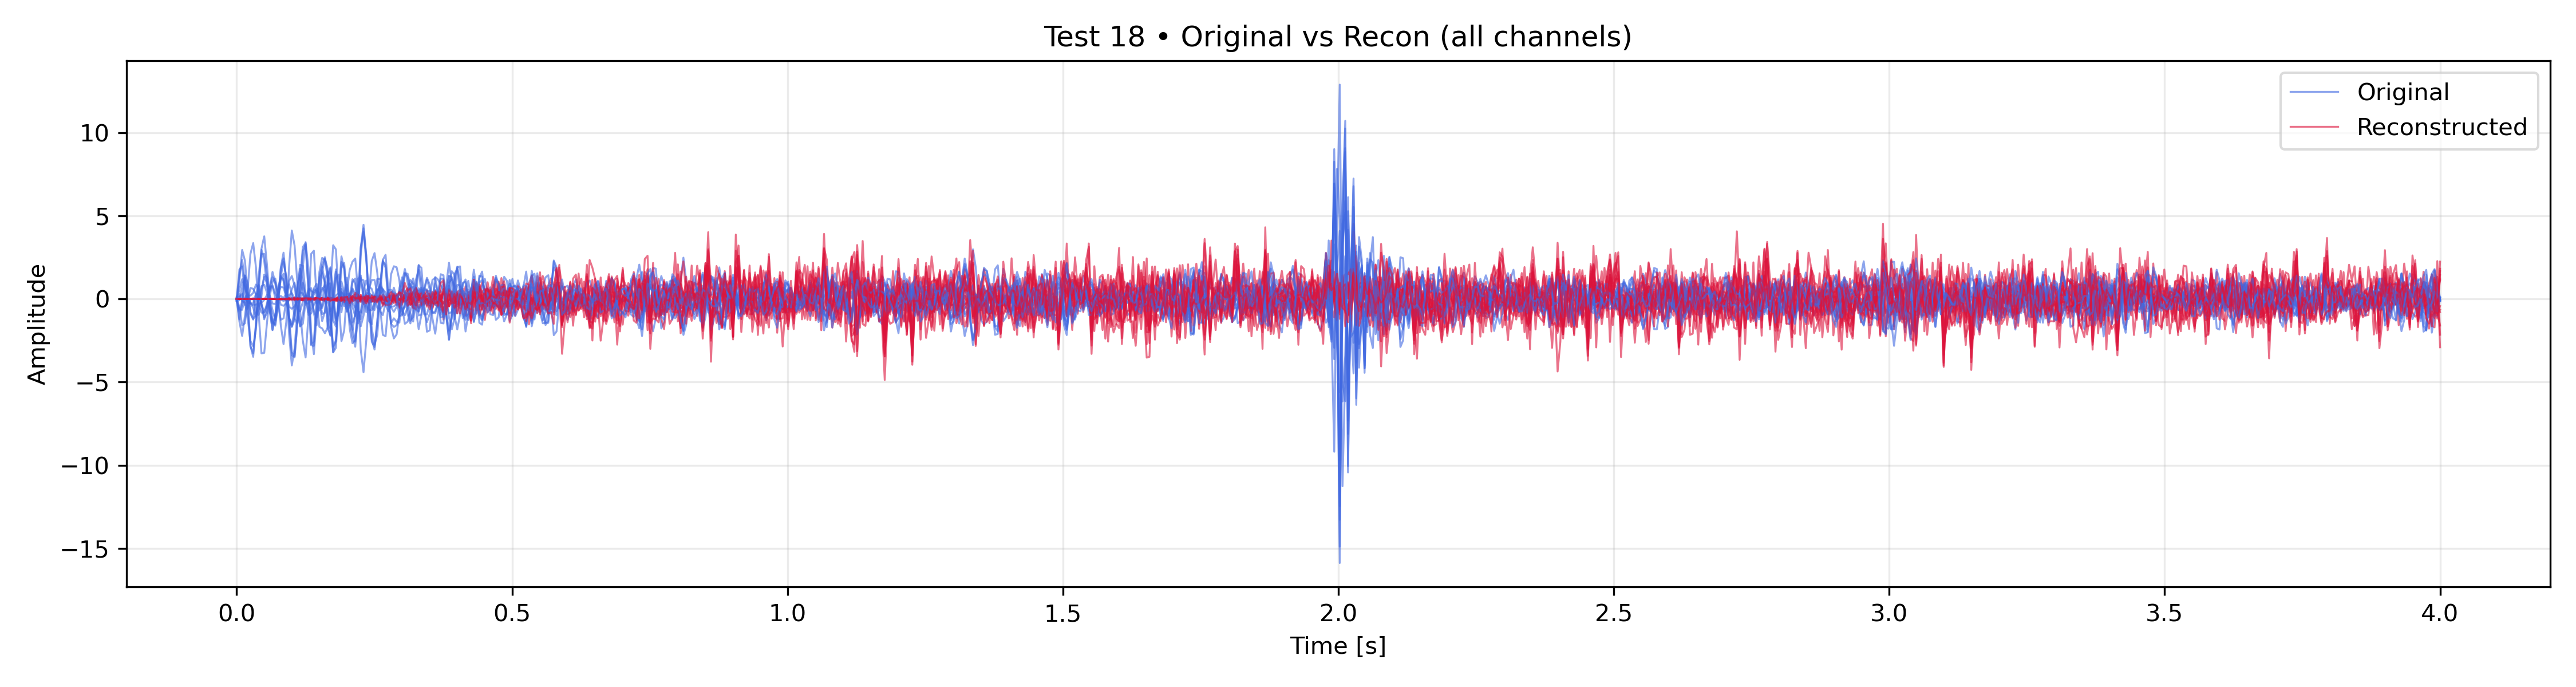 Test 18 • Original vs Recon (all channels)
Original
Reconstructed
Amplitude
10
5
0
−5
−10
−15
0.0 0.5 1.0 1.5 2.0 2.5 3.0 3.5 4.0
Time [s]